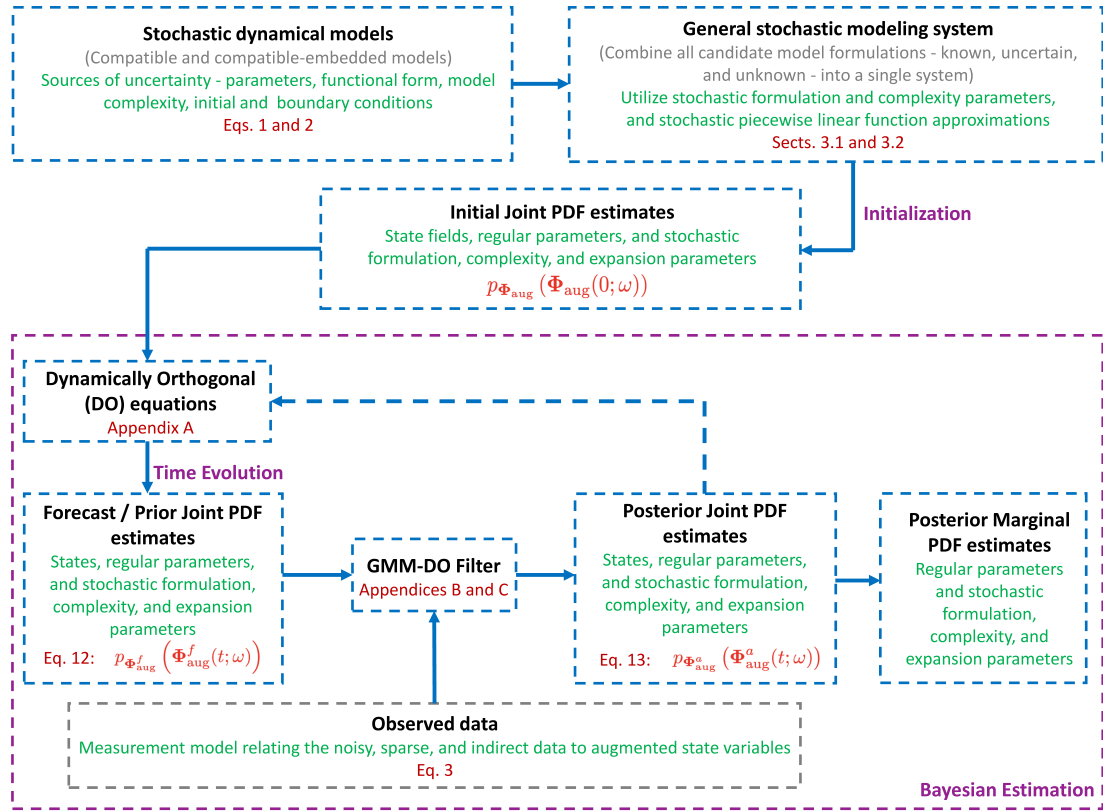 Stochastic dynamical models
(Compatible and compatible-embedded models)
Sources of uncertainty - parameters, functional form, model
complexity, initial and boundary conditions
Eqs. 1 and 2
General stochastic modeling system
(Combine all candidate model formulations - known, uncertain,
and unknown - into a single system)
Utilize stochastic formulation and complexity parameters,
and stochastic piecewise linear function approximations
Sects. 3.1 and 3.2
Initialization
Initial Joint PDF estimates
State fields, regular parameters, and stochastic
formulation, complexity, and expansion parameters
p_{Φ_aug} (Φ_aug(0; ω))
Dynamically Orthogonal
(DO) equations
Appendix A
Time Evolution
Forecast / Prior Joint PDF
estimates
States, regular parameters,
and stochastic formulation,
complexity, and expansion
parameters
Eq. 12: p_{Φ^f_aug} (Φ^f_aug(t; ω))
GMM-DO Filter
Appendices B and C
Posterior Joint PDF
estimates
States, regular parameters,
and stochastic formulation,
complexity, and expansion
parameters
Eq. 13: p_{Φ^a_aug} (Φ^a_aug(t; ω))
Posterior Marginal
PDF estimates
Regular parameters
and stochastic
formulation,
complexity, and
expansion parameters
Observed data
Measurement model relating the noisy, sparse, and indirect data to augmented state variables
Eq. 3
Bayesian Estimation